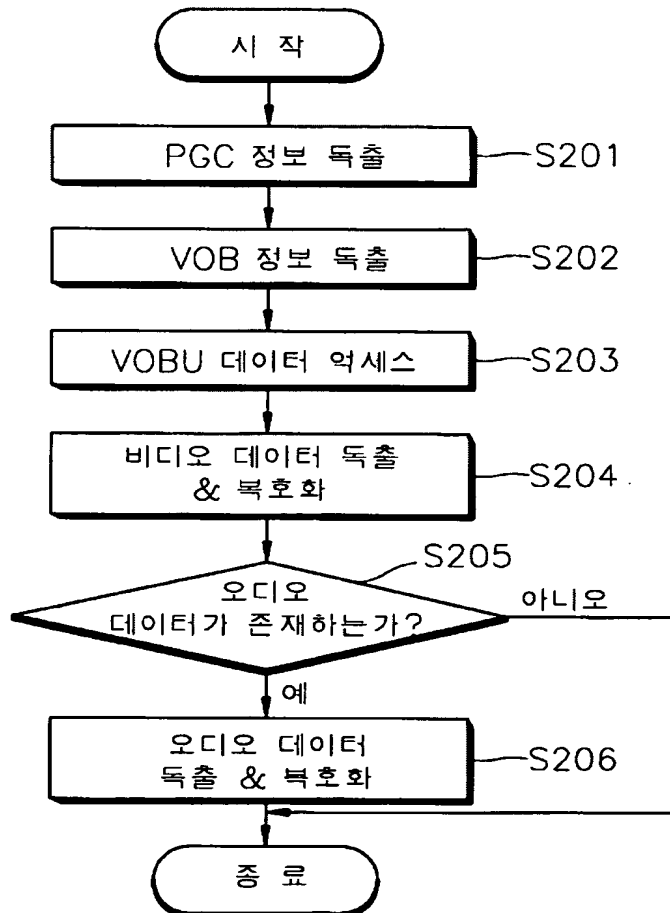 시 작
PGC 정보 독출
S201
VOB 정보 독출
S202
VOBU 데이터 억세스
S203
비디오 데이터 독출
& 복호화
S204
S205
오디오
데이터가 존재하는가?
아니오
예
오디오 데이터
독출 & 복호화
S206
종 료